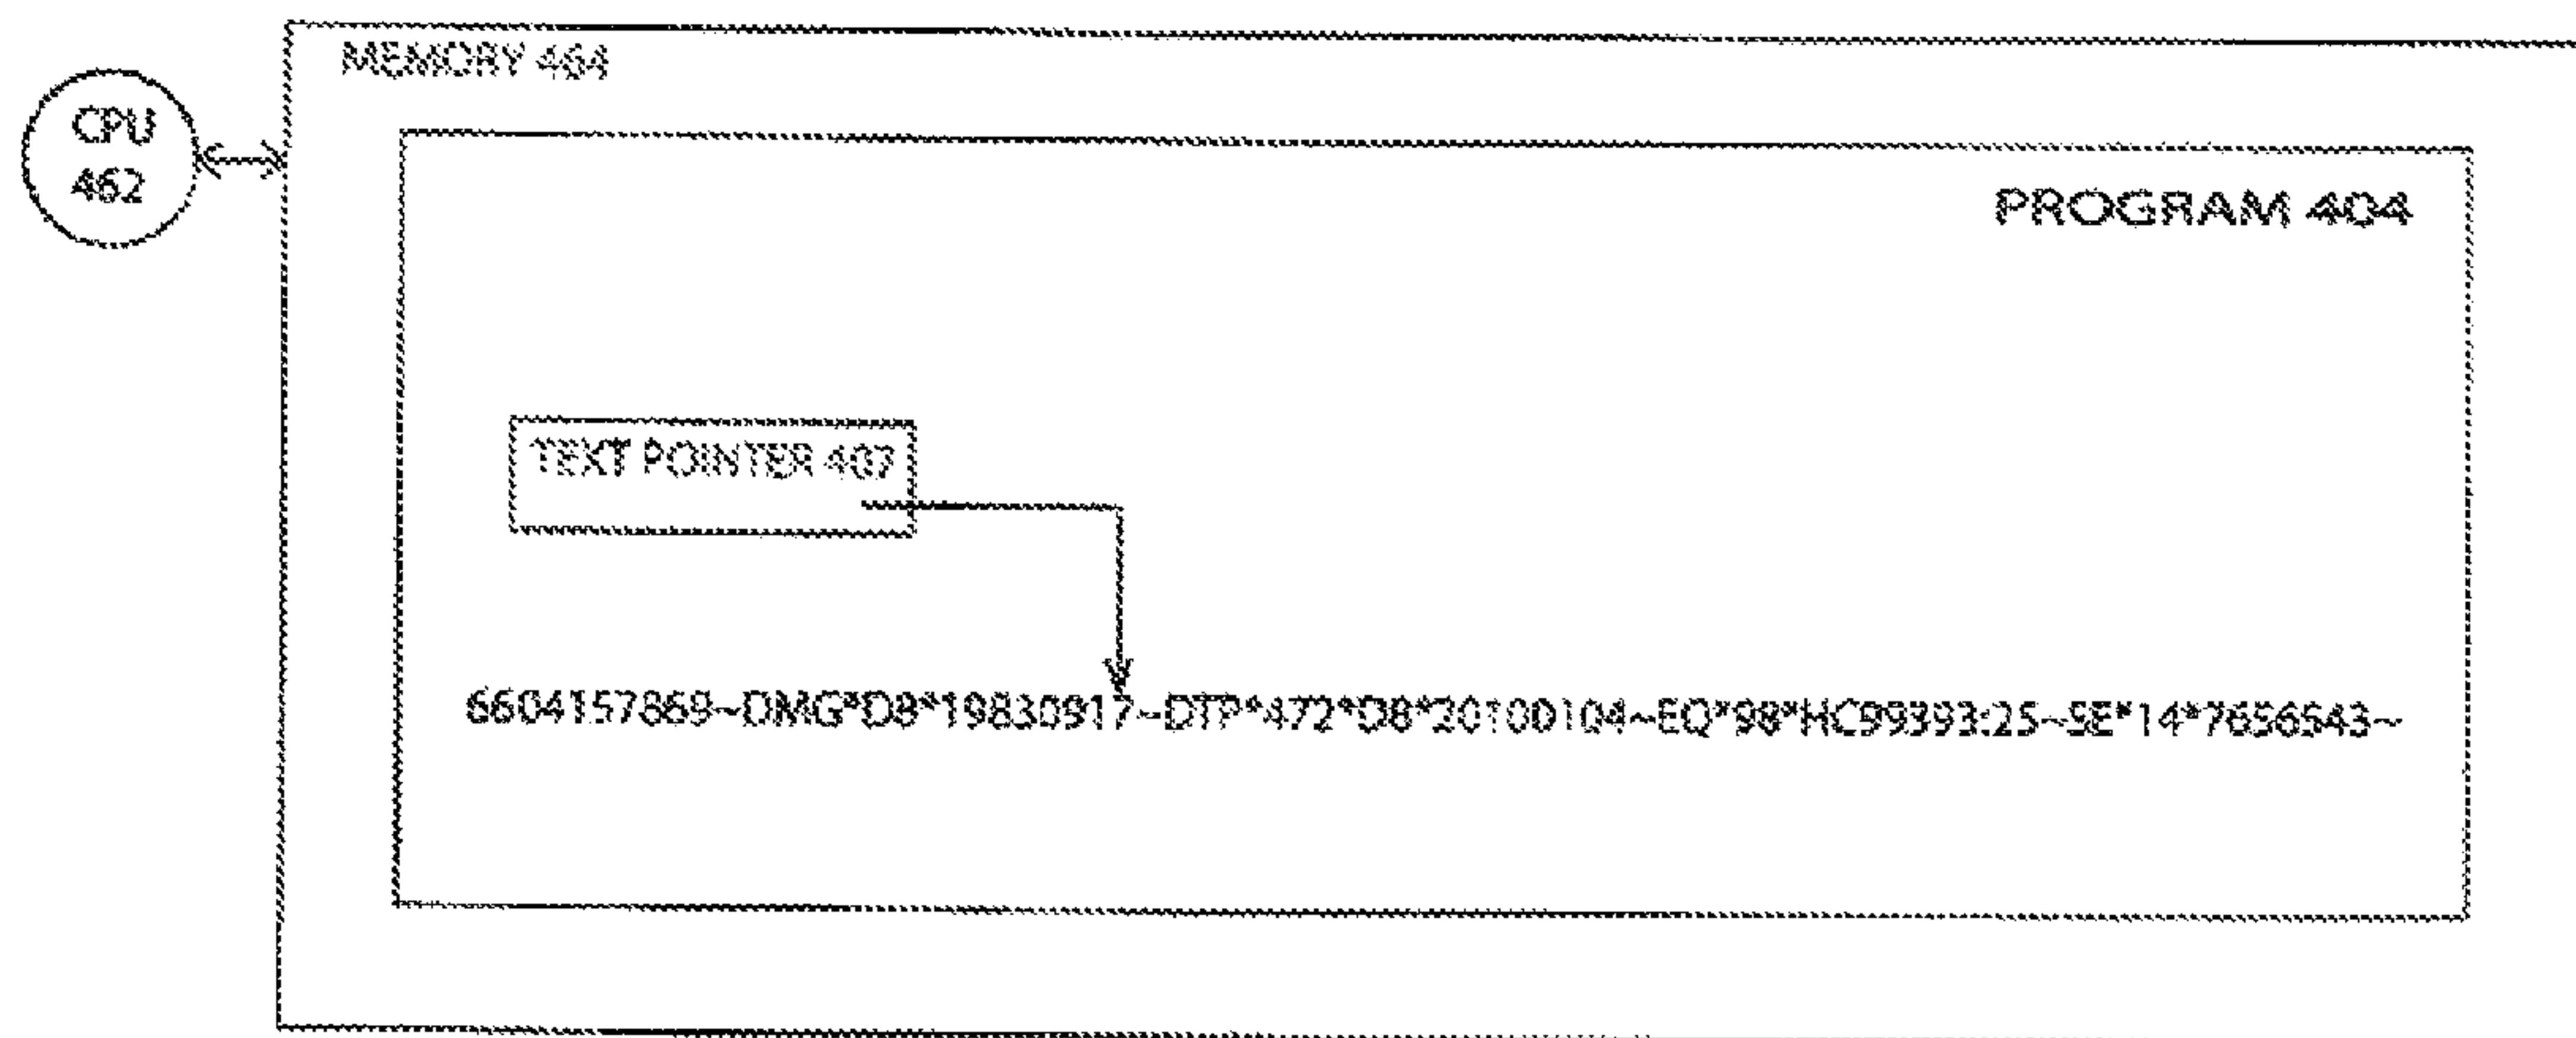 MEMORY 464
CPU
462
PROGRAM 404
TEXT POINTER 407
6604157869~DMG*D8*19830917~DTP*472*D8*20100104~EQ*98*HC99393:25~SE*14*7656543~